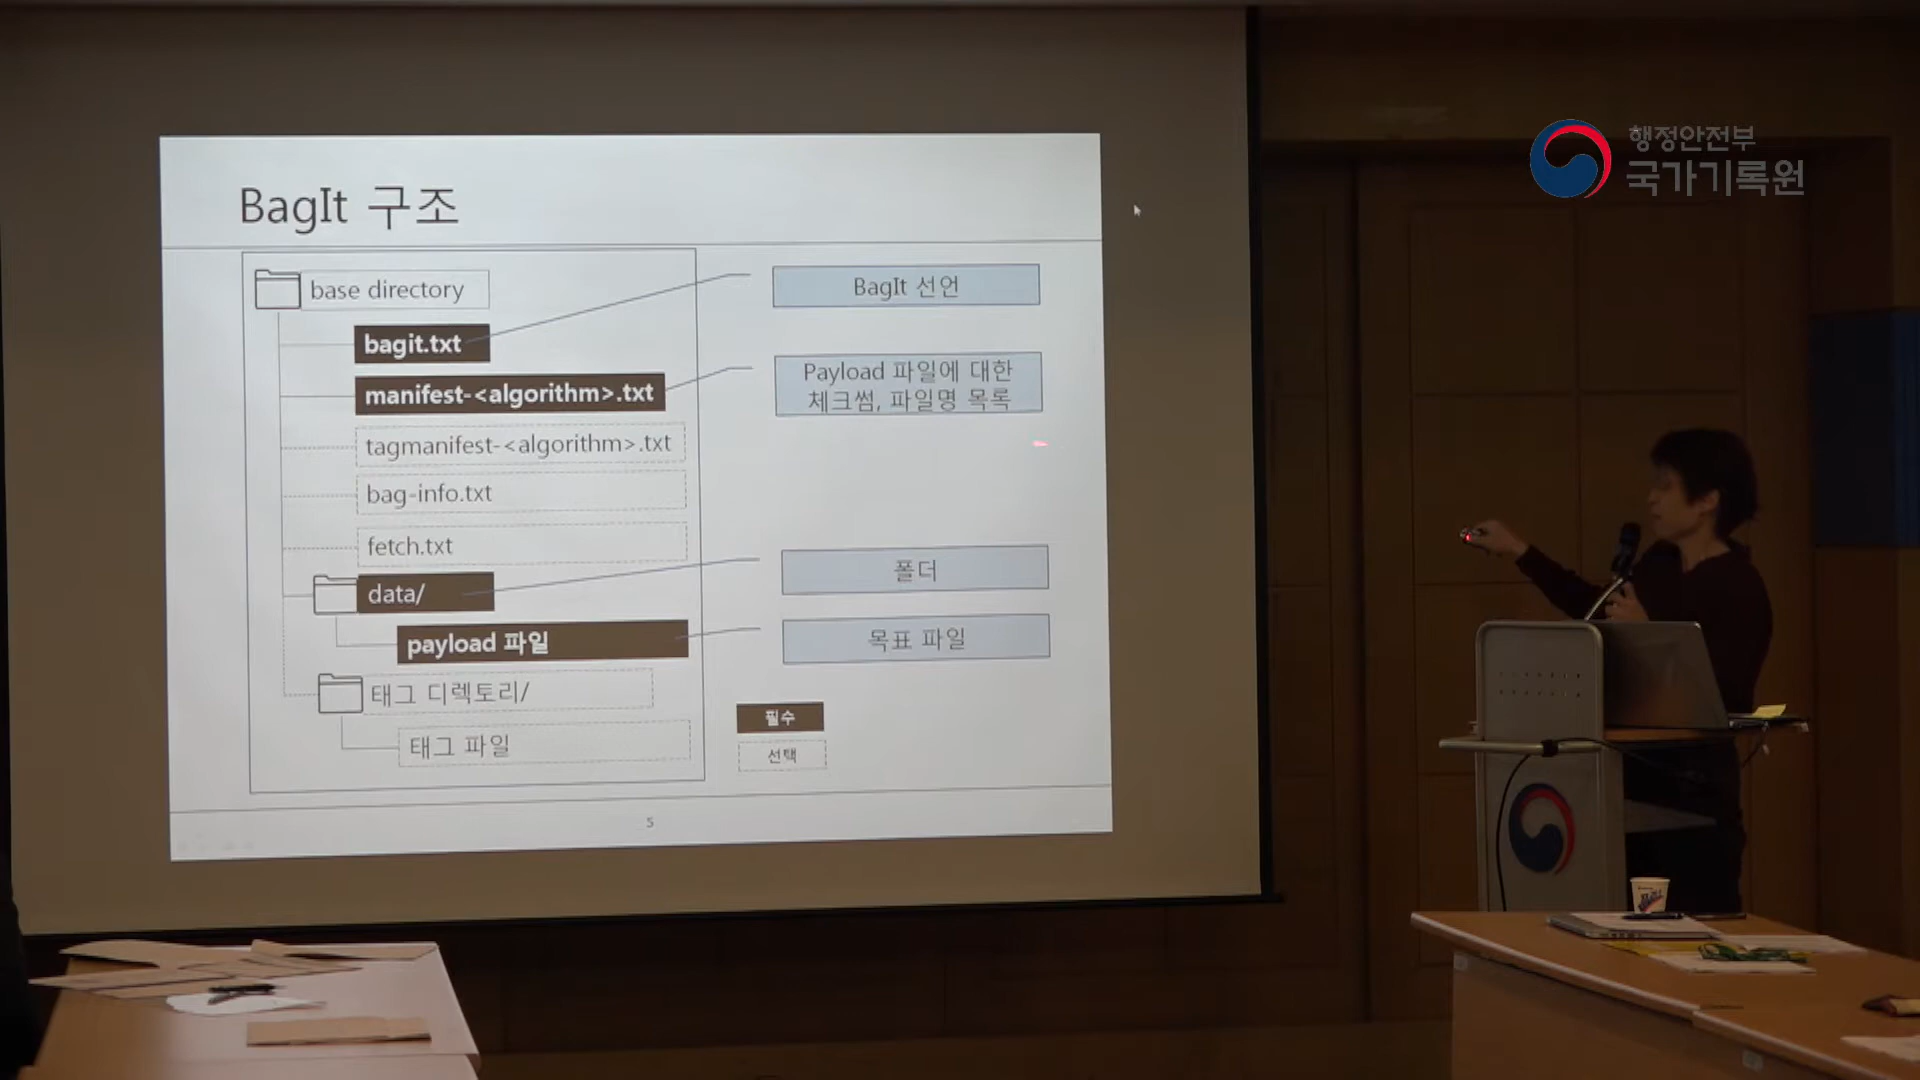 행정안전부
국가기록원
BagIt 구조
base directory
bagit.txt
manifest-<algorithm>.txt
tagmanifest-<algorithm>.txt
bag-info.txt
fetch.txt
data/
payload 파일
태그 디렉토리/
태그 파일
BagIt 선언
Payload 파일에 대한
체크썸, 파일명 목록
폴더
목표 파일
필수
선택
5